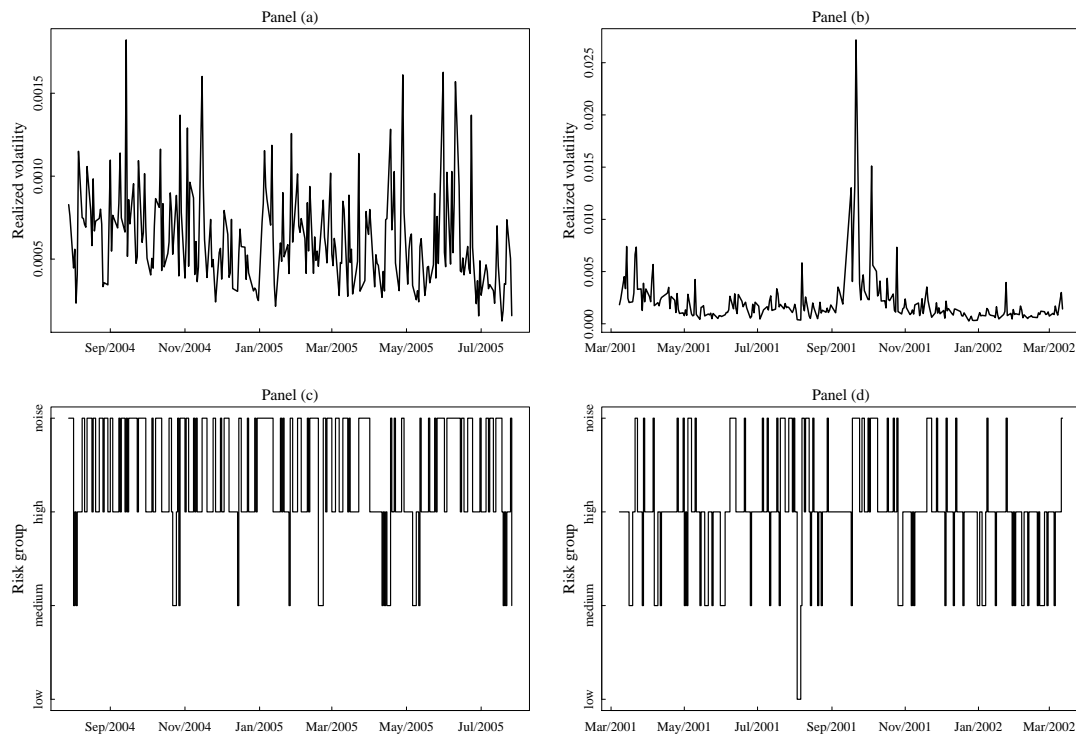 Panel (a)
Realized volatility
0.0015
0.0010
0.0005
Sep/2004 Nov/2004 Jan/2005 Mar/2005 May/2005 Jul/2005
Panel (b)
Realized volatility
0.025
0.020
0.015
0.010
0.005
0.000
Mar/2001 May/2001 Jul/2001 Sep/2001 Nov/2001 Jan/2002 Mar/2002
Panel (c)
Risk group
noise
high
medium
low
Sep/2004 Nov/2004 Jan/2005 Mar/2005 May/2005 Jul/2005
Panel (d)
Risk group
noise
high
medium
low
Mar/2001 May/2001 Jul/2001 Sep/2001 Nov/2001 Jan/2002 Mar/2002